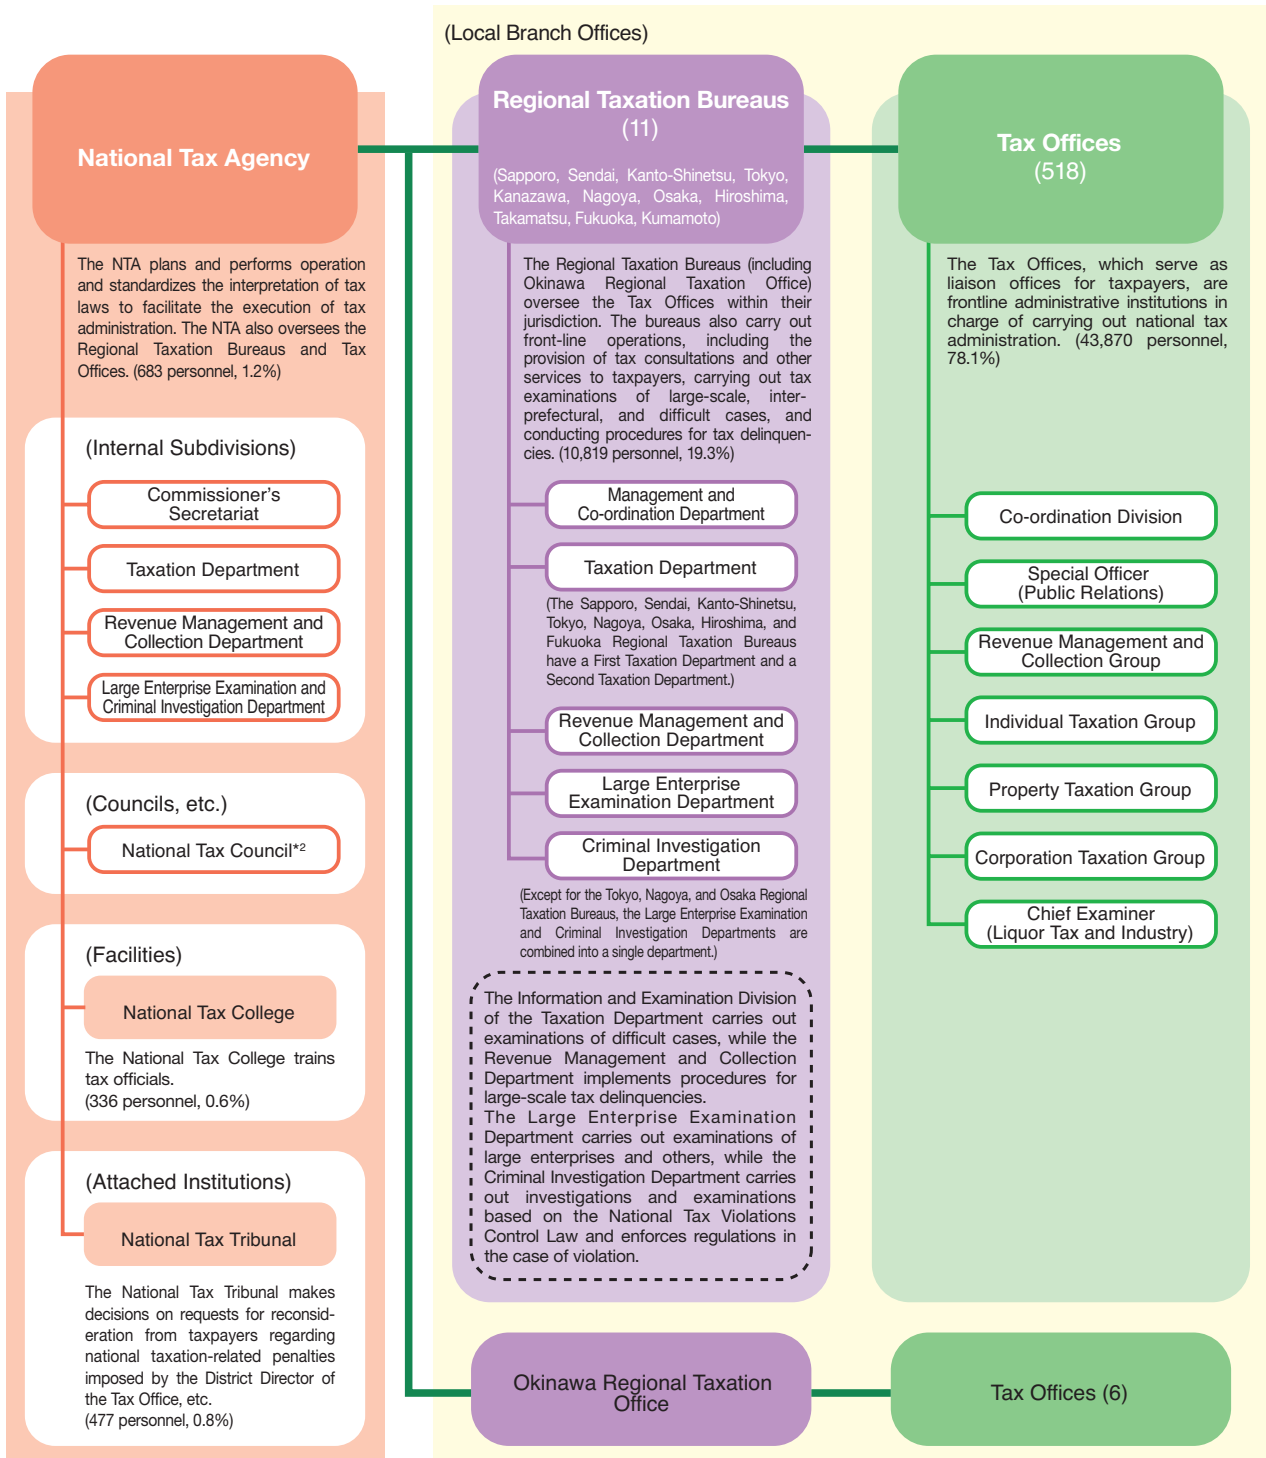 (Local Branch Offices)
National Tax Agency
The NTA plans and performs operation
and standardizes the interpretation of tax
laws to facilitate the execution of tax
administration. The NTA also oversees the
Regional Taxation Bureaus and Tax
Offices. (683 personnel, 1.2%)
(Internal Subdivisions)
Commissioner's
Secretariat
Taxation Department
Revenue Management and
Collection Department
Large Enterprise Examination and
Criminal Investigation Department
(Councils, etc.)
National Tax Council*2
(Facilities)
National Tax College
The National Tax College trains
tax officials.
(336 personnel, 0.6%)
(Attached Institutions)
National Tax Tribunal
The National Tax Tribunal makes
decisions on requests for reconsid-
eration from taxpayers regarding
national taxation-related penalties
imposed by the District Director of
the Tax Office, etc.
(477 personnel, 0.8%)
Regional Taxation Bureaus
(11)
(Sapporo, Sendai, Kanto-Shinetsu, Tokyo,
Kanazawa, Nagoya, Osaka, Hiroshima,
Takamatsu, Fukuoka, Kumamoto)
The Regional Taxation Bureaus (including
Okinawa Regional Taxation Office)
oversee the Tax Offices within their
jurisdiction. The bureaus also carry out
front-line operations, including the
provision of tax consultations and other
services to taxpayers, carrying out tax
examinations of large-scale, inter-
prefectural, and difficult cases, and
conducting procedures for tax delinquen-
cies. (10,819 personnel, 19.3%)
Management and
Co-ordination Department
Taxation Department
(The Sapporo, Sendai, Kanto-Shinetsu,
Tokyo, Nagoya, Osaka, Hiroshima, and
Fukuoka Regional Taxation Bureaus
have a First Taxation Department and a
Second Taxation Department.)
Revenue Management and
Collection Department
Large Enterprise
Examination Department
Criminal Investigation
Department
(Except for the Tokyo, Nagoya, and Osaka Regional
Taxation Bureaus, the Large Enterprise Examination
and Criminal Investigation Departments are
combined into a single department.)
The Information and Examination Division
of the Taxation Department carries out
examinations of difficult cases, while the
Revenue Management and Collection
Department implements procedures for
large-scale tax delinquencies.
The Large Enterprise Examination
Department carries out examinations of
large enterprises and others, while the
Criminal Investigation Department carries
out investigations and examinations
based on the National Tax Violations
Control Law and enforces regulations in
the case of violation.
Okinawa Regional Taxation
Office
Tax Offices
(518)
The Tax Offices, which serve as
liaison offices for taxpayers, are
frontline administrative institutions in
charge of carrying out national tax
administration. (43,870 personnel,
78.1%)
Co-ordination Division
Special Officer
(Public Relations)
Revenue Management and
Collection Group
Individual Taxation Group
Property Taxation Group
Corporation Taxation Group
Chief Examiner
(Liquor Tax and Industry)
Tax Offices (6)